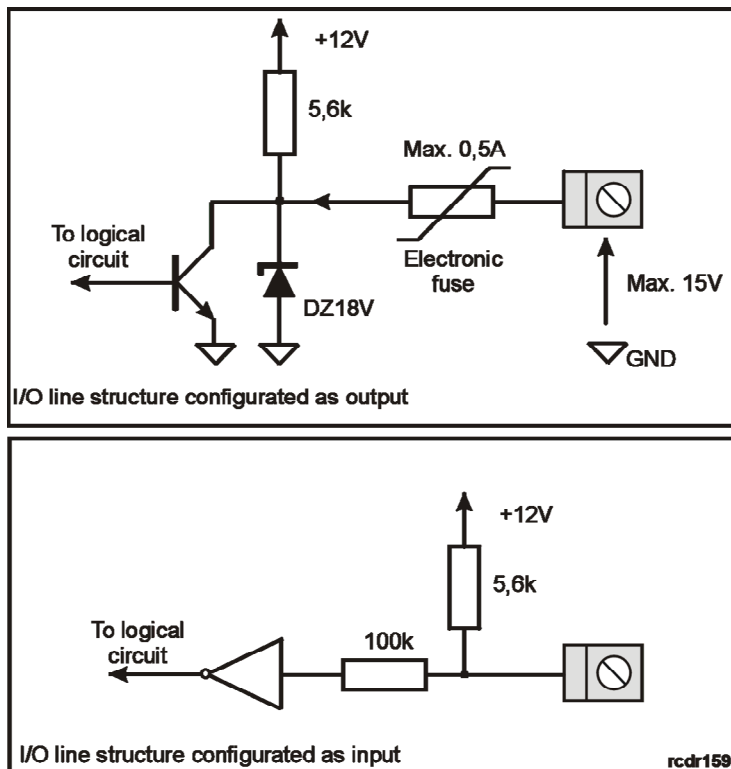 +12V
5,6k
Max. 0,5A
To logical
circuit
Electronic
fuse
DZ18V
Max. 15V
GND
I/O line structure configurated as output
+12V
5,6k
To logical
circuit
100k
I/O line structure configurated as input
rcdr159